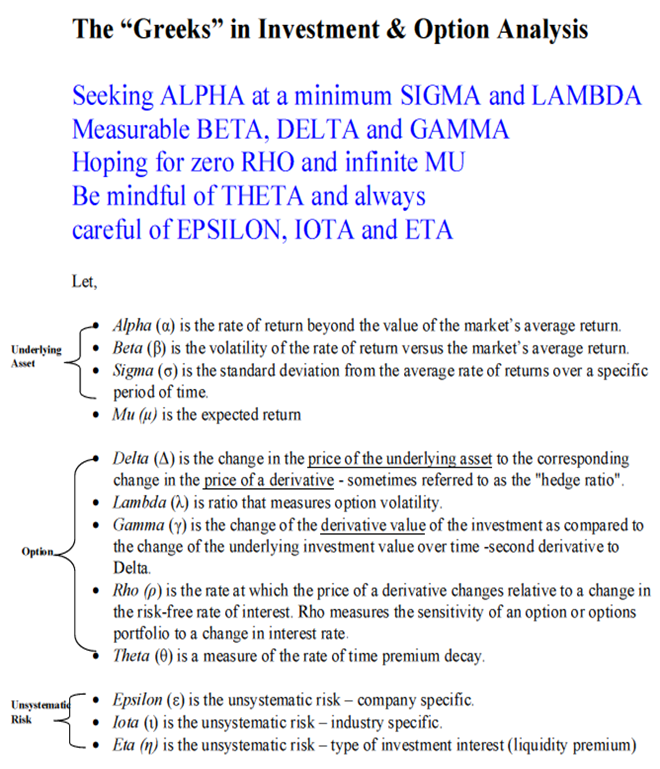 The “Greeks” in Investment & Option Analysis
Seeking ALPHA at a minimum SIGMA and LAMBDA
Measurable BETA, DELTA and GAMMA
Hoping for zero RHO and infinite MU
Be mindful of THETA and always
careful of EPSILON, IOTA and ETA
Let,
Underlying
Asset
• Alpha (α) is the rate of return beyond the value of the market’s average return.
• Beta (β) is the volatility of the rate of return versus the market’s average return.
• Sigma (σ) is the standard deviation from the average rate of returns over a specific
period of time.
• Mu (μ) is the expected return
Option
• Delta (Δ) is the change in the price of the underlying asset to the corresponding
change in the price of a derivative - sometimes referred to as the "hedge ratio".
• Lambda (λ) is ratio that measures option volatility.
• Gamma (γ) is the change of the derivative value of the investment as compared to
the change of the underlying investment value over time -second derivative to
Delta.
• Rho (ρ) is the rate at which the price of a derivative changes relative to a change in
the risk-free rate of interest. Rho measures the sensitivity of an option or options
portfolio to a change in interest rate.
• Theta (θ) is a measure of the rate of time premium decay.
Unsystematic
Risk
• Epsilon (ε) is the unsystematic risk – company specific.
• Iota (ι) is the unsystematic risk – industry specific.
• Eta (η) is the unsystematic risk – type of investment interest (liquidity premium)